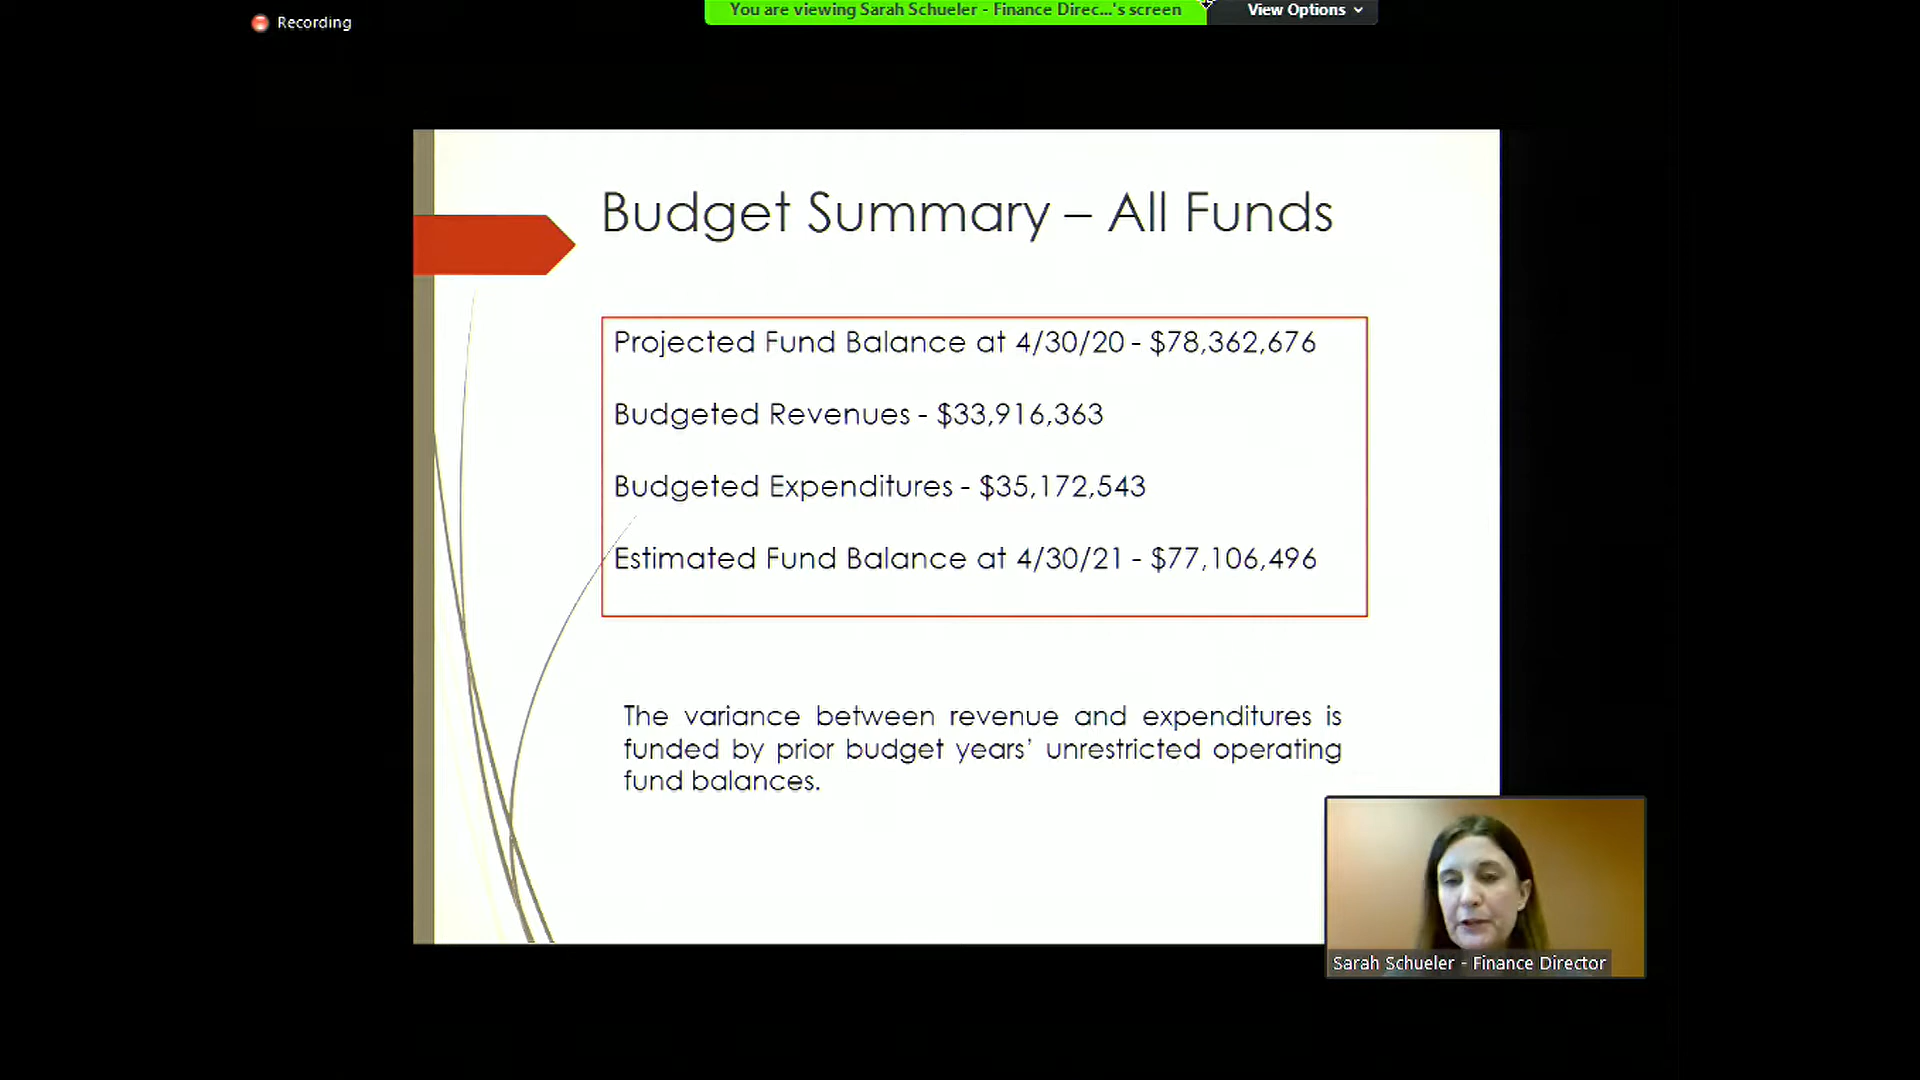 Recording
You are viewing Sarah Schueler - Finance Direc...'s screen
View Options
Budget Summary – All Funds
Projected Fund Balance at 4/30/20 - $78,362,676
Budgeted Revenues - $33,916,363
Budgeted Expenditures - $35,172,543
Estimated Fund Balance at 4/30/21 - $77,106,496
The variance between revenue and expenditures is
funded by prior budget years’ unrestricted operating
fund balances.
Sarah Schueler - Finance Director